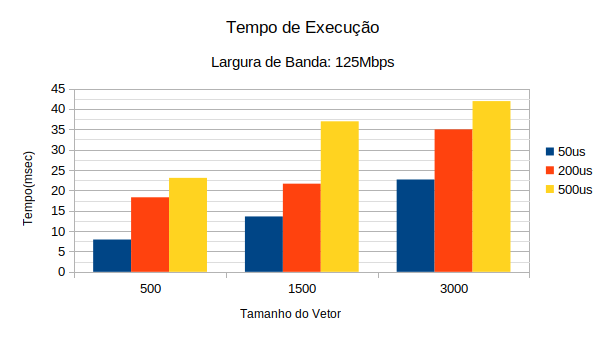 Tempo de Execução
Largura de Banda: 125Mbps
Tempo(msec)
45
40
35
30
25
20
15
10
5
0
500
1500
3000
Tamanho do Vetor
50us
200us
500us